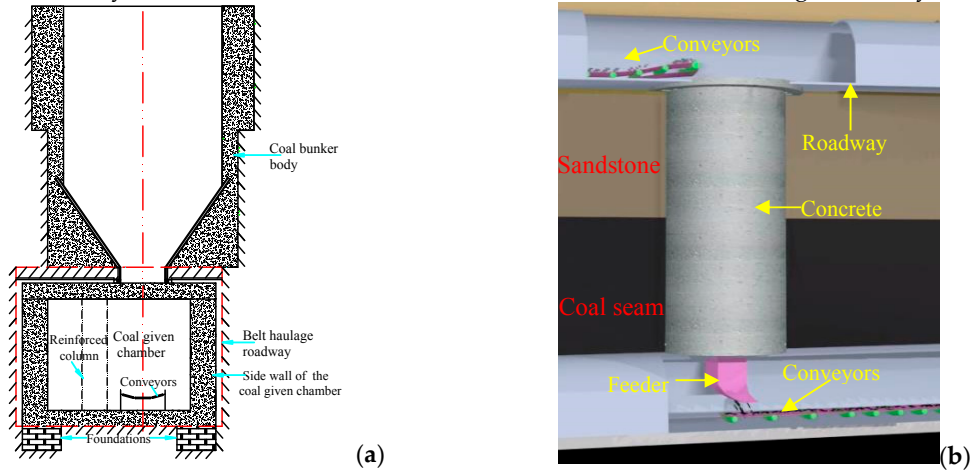 Coal bunker
body
Reinforced
column
Coal given
chamber
Conveyors
Belt haulage
roadway
Side wall of the
coal given chamber
Foundations
(a)
Conveyors
Roadway
Sandstone
Concrete
Coal seam
Feeder
Conveyors
(b)